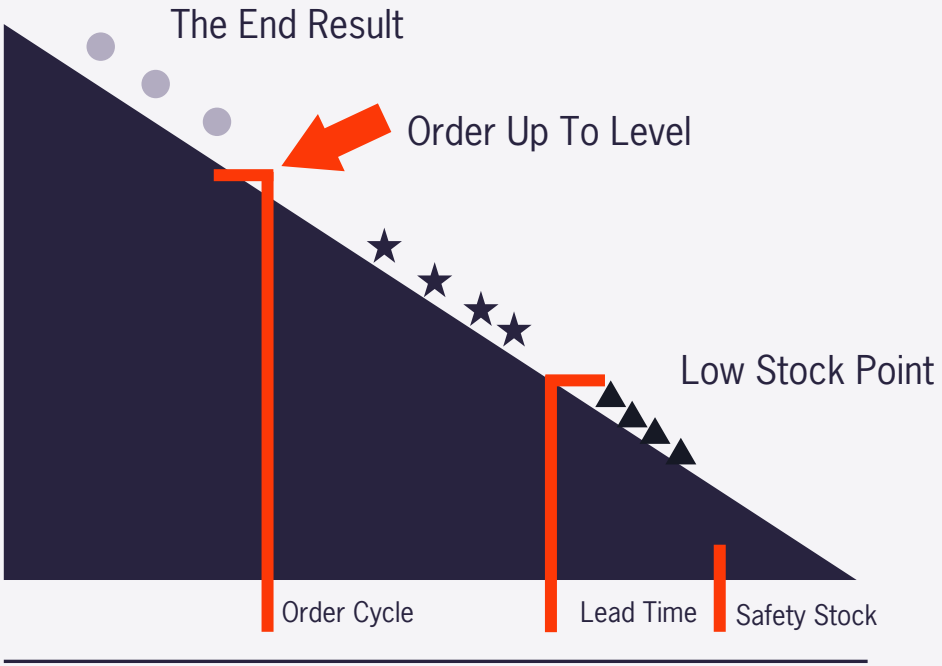 The End Result
Order Up To Level
Low Stock Point
Order Cycle
Lead Time
Safety Stock